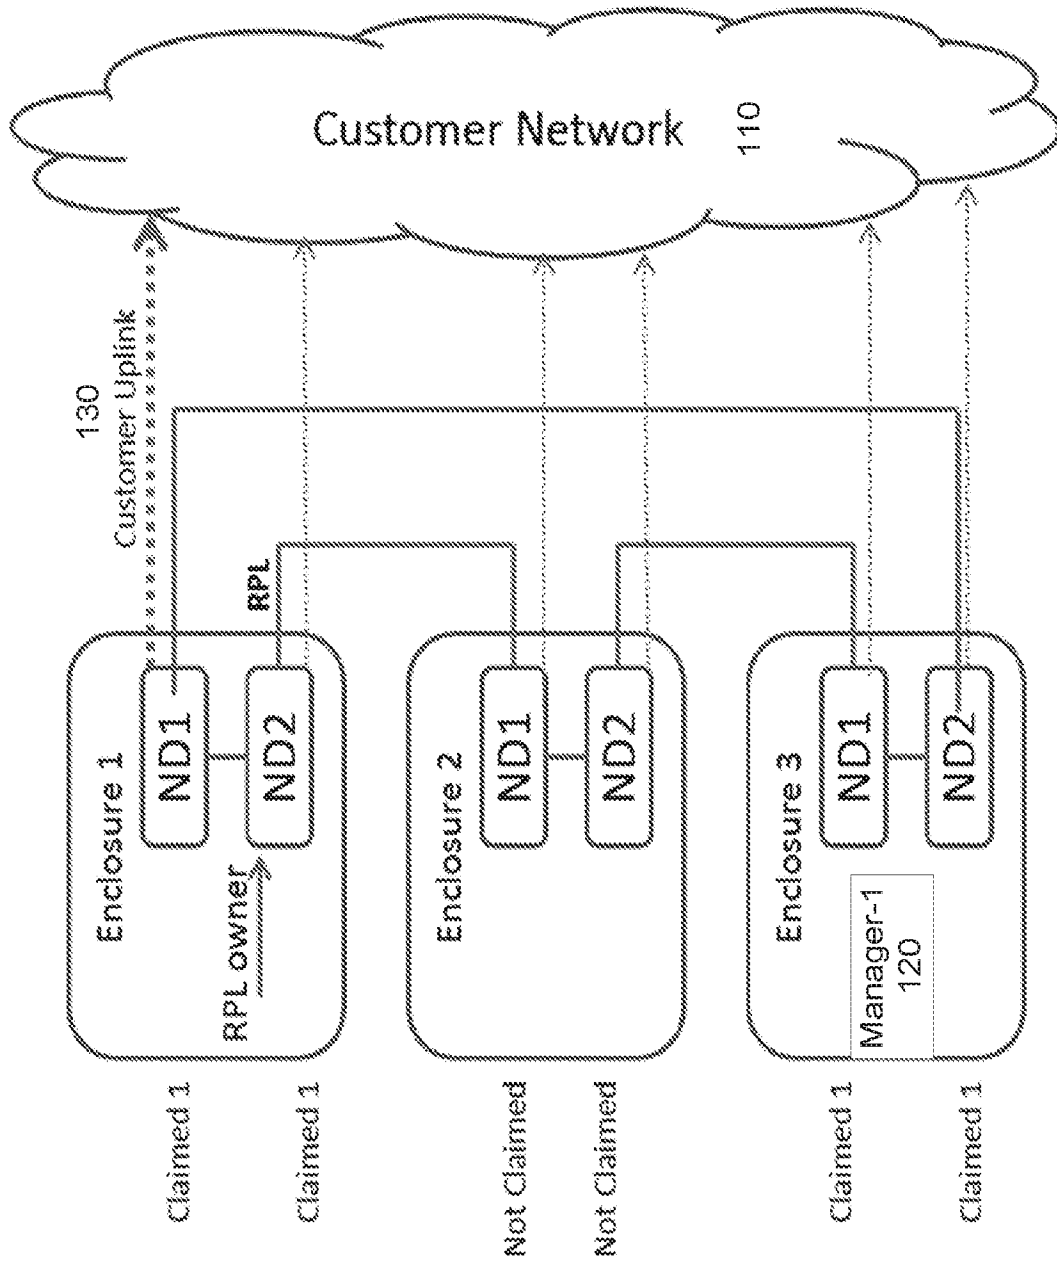 Customer Network
110
130
Customer Uplink
RPL
Enclosure 1
ND1
ND2
RPL owner
Claimed 1
Claimed 1
Enclosure 2
ND1
ND2
Not Claimed
Not Claimed
Enclosure 3
ND1
ND2
Manager-1
120
Claimed 1
Claimed 1